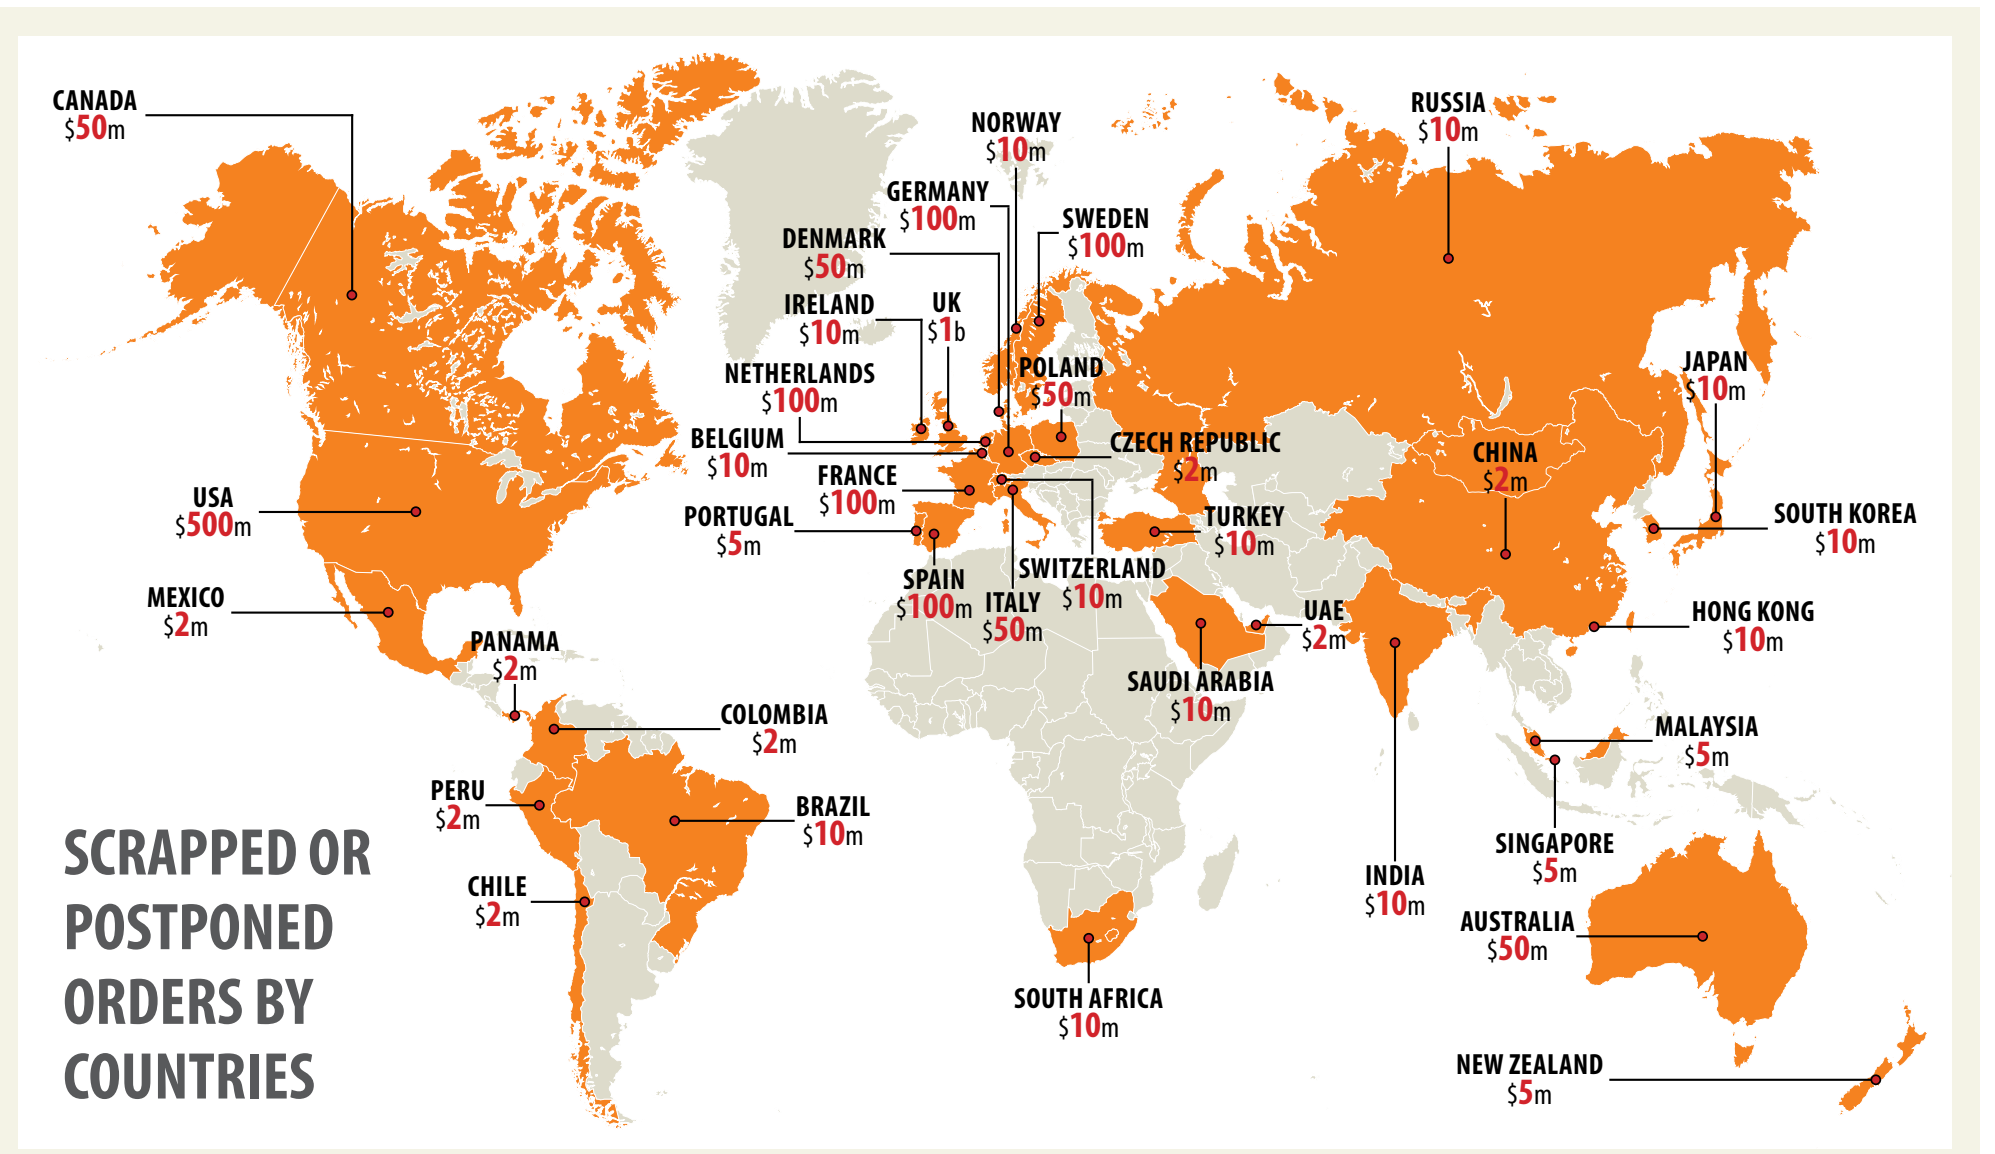 CANADA
$50m
NORWAY
$10m
RUSSIA
$10m
GERMANY
$100m
SWEDEN
$100m
DENMARK
$50m
IRELAND
$10m
UK
$1b
NETHERLANDS
$100m
POLAND
$50m
JAPAN
$10m
BELGIUM
$10m
CZECH REPUBLIC
$2m
CHINA
$2m
FRANCE
$100m
USA
$500m
PORTUGAL
$5m
TURKEY
$10m
SOUTH KOREA
$10m
SPAIN
$100m
ITALY
$50m
SWITZERLAND
$10m
MEXICO
$2m
UAE
$2m
HONG KONG
$10m
PANAMA
$2m
SAUDI ARABIA
$10m
COLOMBIA
$2m
MALAYSIA
$5m
PERU
$2m
BRAZIL
$10m
SINGAPORE
$5m
CHILE
$2m
INDIA
$10m
AUSTRALIA
$50m
SOUTH AFRICA
$10m
NEW ZEALAND
$5m
SCRAPPED OR
POSTPONED
ORDERS BY
COUNTRIES